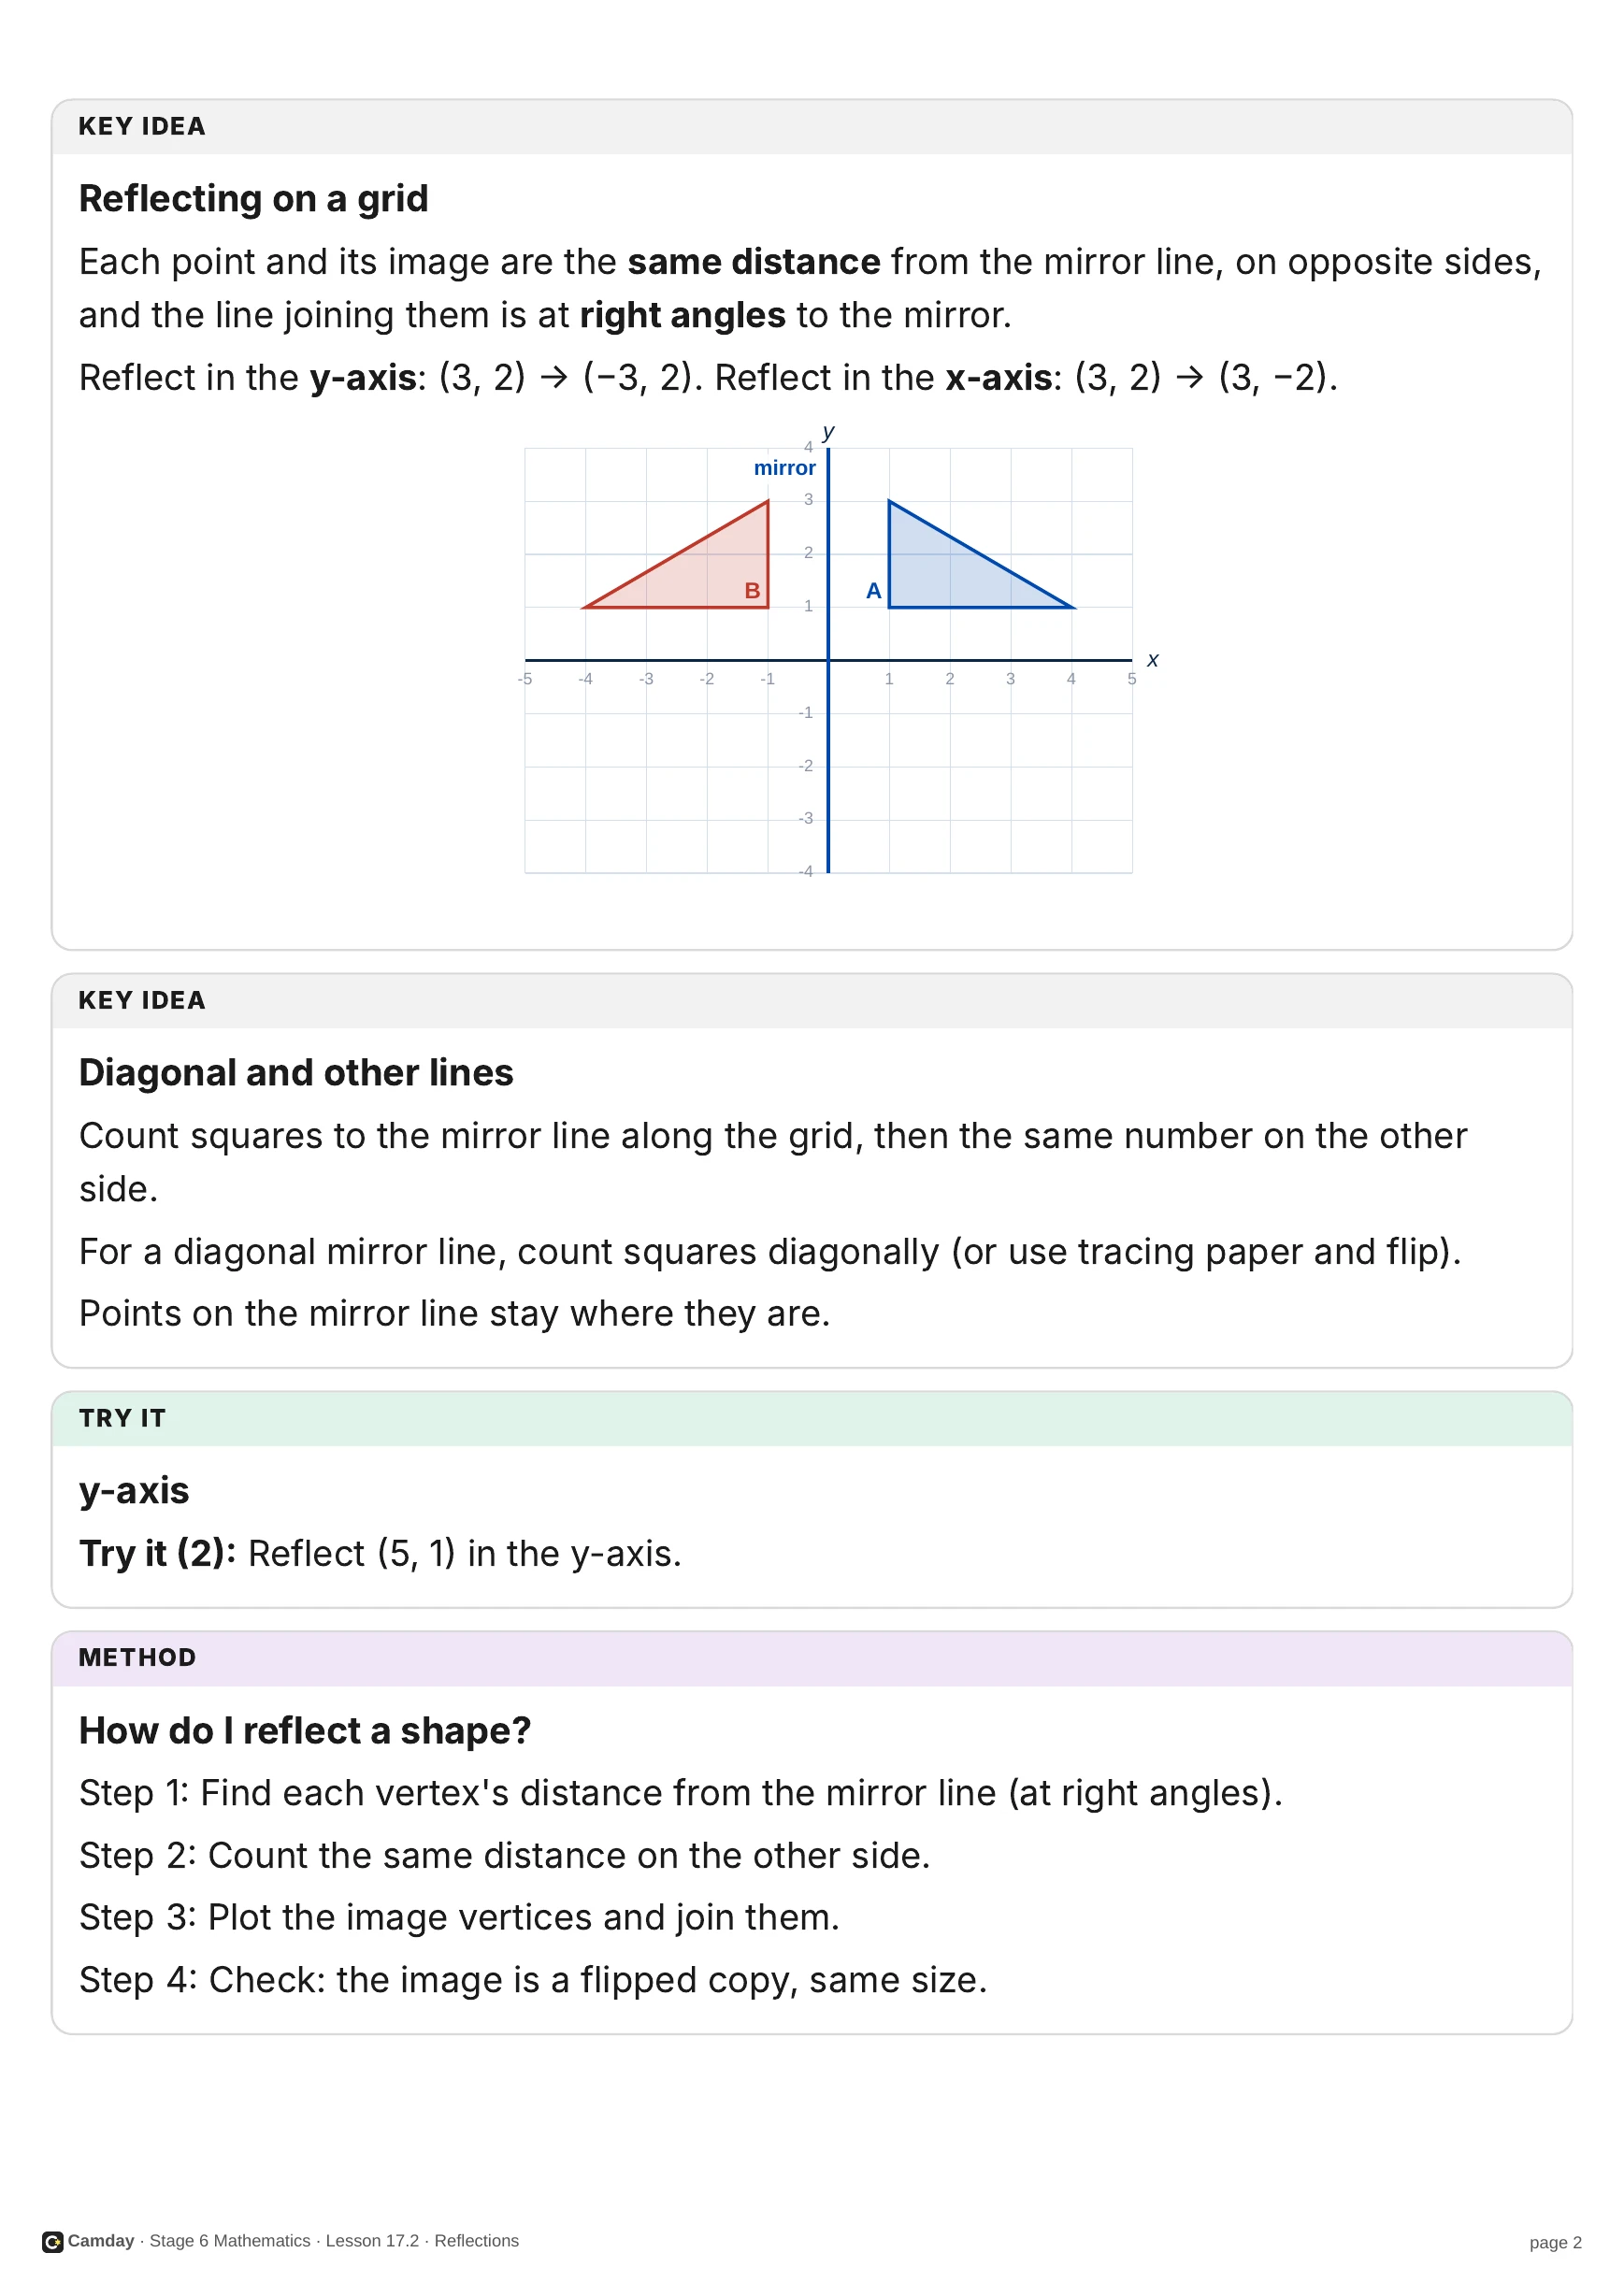 KEY IDEA
Reflecting on a grid
Each point and its image are the same distance from the mirror line, on opposite sides,
and the line joining them is at right angles to the mirror.
Reflect in the y-axis: (3, 2) → (−3, 2). Reflect in the x-axis: (3, 2) → (3, −2).
y
4
mirror
3
2
B
A
1
x
-5 -4 -3 -2 -1 1 2 3 4 5
-1
-2
-3
-4
KEY IDEA
Diagonal and other lines
Count squares to the mirror line along the grid, then the same number on the other
side.
For a diagonal mirror line, count squares diagonally (or use tracing paper and flip).
Points on the mirror line stay where they are.
TRY IT
y-axis
Try it (2): Reflect (5, 1) in the y-axis.
METHOD
How do I reflect a shape?
Step 1: Find each vertex's distance from the mirror line (at right angles).
Step 2: Count the same distance on the other side.
Step 3: Plot the image vertices and join them.
Step 4: Check: the image is a flipped copy, same size.
Camday · Stage 6 Mathematics · Lesson 17.2 · Reflections
page 2